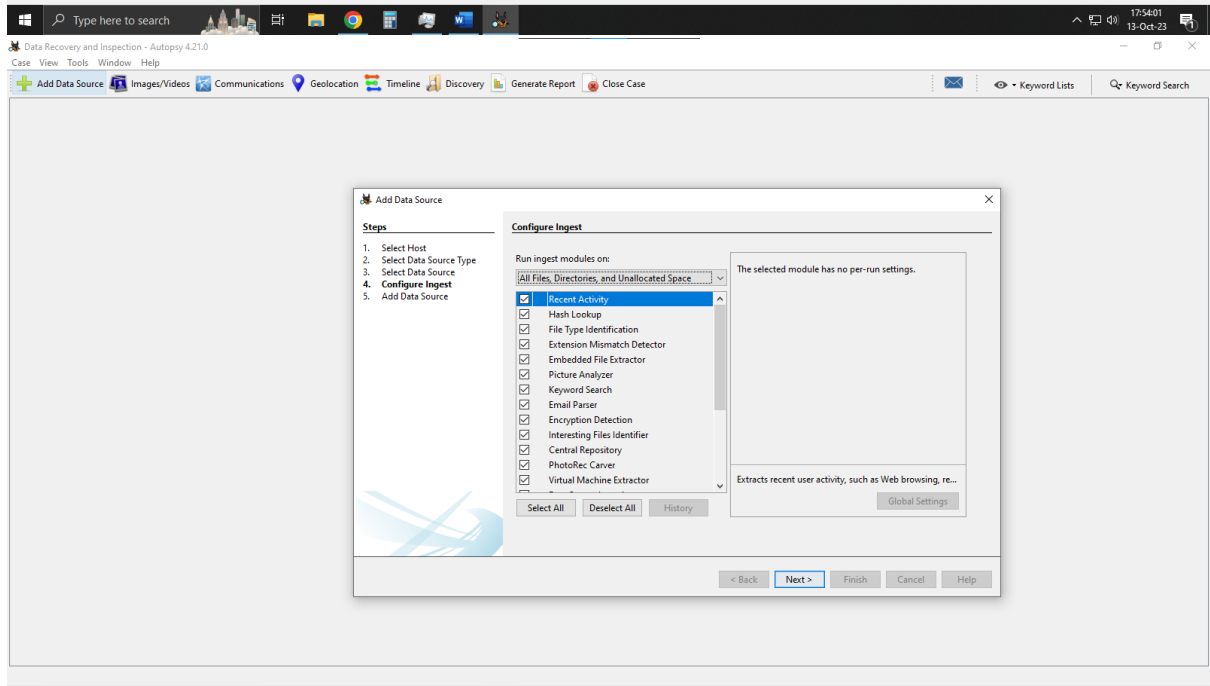 Type here to search
W
17:54:01
13-Oct-23
1
Data Recovery and Inspection - Autopsy 4.21.0
Case View Tools Window Help
Add Data Source Images/Videos Communications Geolocation Timeline Discovery Generate Report Close Case Keyword Lists Keyword Search
Add Data Source
Steps
1. Select Host
2. Select Data Source Type
3. Select Data Source
4. Configure Ingest
5. Add Data Source
Configure Ingest
Run ingest modules on:
All Files, Directories, and Unallocated Space
Recent Activity
Hash Lookup
File Type Identification
Extension Mismatch Detector
Embedded File Extractor
Picture Analyzer
Keyword Search
Email Parser
Encryption Detection
Interesting Files Identifier
Central Repository
PhotoRec Carver
Virtual Machine Extractor
Select All Deselect All History
The selected module has no per-run settings.
Extracts recent user activity, such as Web browsing, re...
Global Settings
< Back Next > Finish Cancel Help